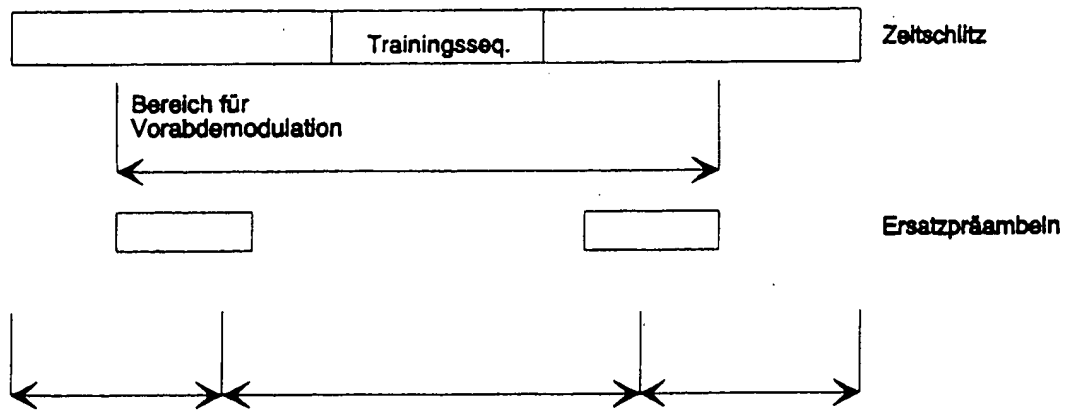 Trainingsseq.
Zeitschlitz
Bereich für
Vorabdemodulation
Ersatzpräambeln